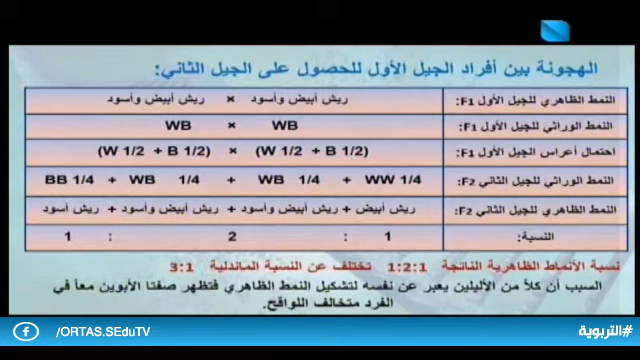 الهجونة بين أفراد الجيل الأول للحصول على الجيل الثاني:
النمط الظاهري للجيل الأول F1: ريش أبيض وأسود × ريش أبيض وأسود
النمط الوراثي للجيل الأول F1: WB × WB
احتمال أعراس الجيل الأول F1: (W 1/2 + B 1/2) × (W 1/2 + B 1/2)
النمط الوراثي للجيل الثاني F2: WW 1/4 + WB 1/4 + WB 1/4 + BB 1/4
النمط الظاهري للجيل الثاني F2: ريش أبيض + ريش أبيض وأسود + ريش أبيض وأسود + ريش أسود
النسبة: 1 : 2 : 1
نسبة الأنماط الظاهرية الناتجة 1:2:1 تختلف عن النسبة الماندلية 3:1
السبب أن كلاً من الأليلين يعبر عن نفسه لتشكيل النمط الظاهري فتظهر صفتا الأبوين معاً في
الفرد متخالف اللواقح.
#التربوية
/ORTAS.SEduTV